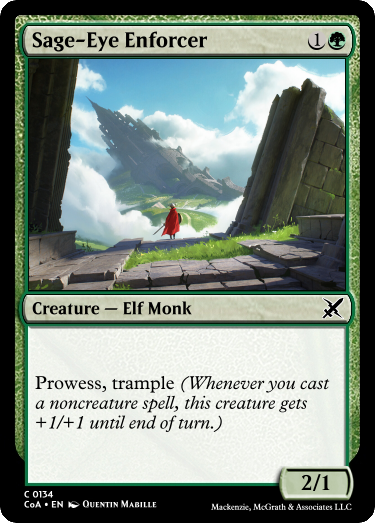 Sage-Eye Enforcer 1
Creature — Elf Monk
Prowess, trample (Whenever you cast
a noncreature spell, this creature gets
+1/+1 until end of turn.)
2/1
C 0134
CoA • EN Quentin Mabille
Mackenzie, McGrath & Associates LLC